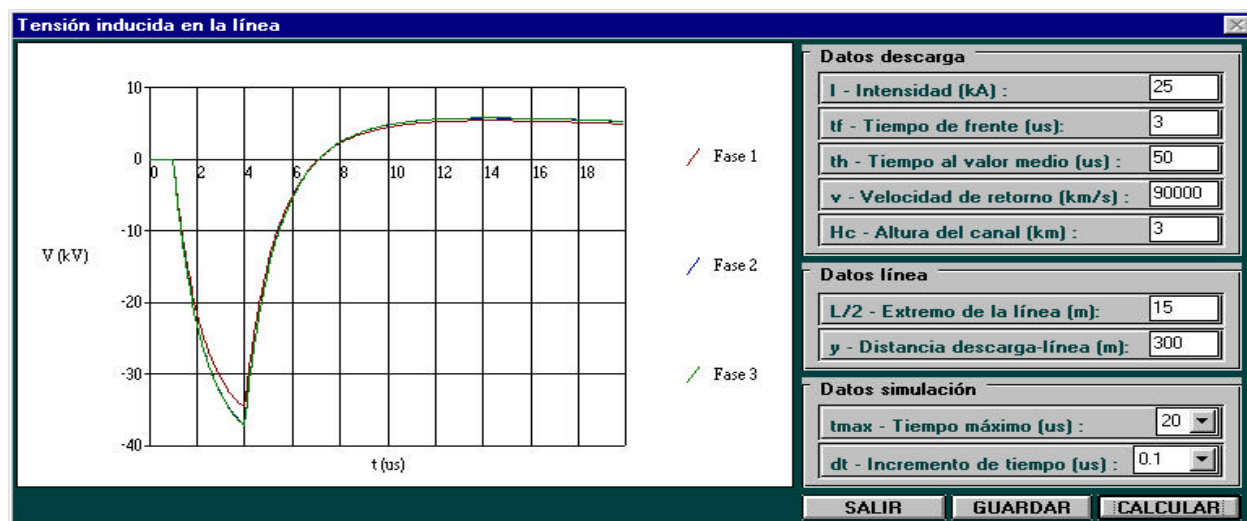 Tensión inducida en la línea
10
0
-10
-20
-30
-40
V (kV)
0 2 4 6 8 10 12 14 16 18
t (us)
Fase 1
Fase 2
Fase 3
Datos descarga
I - Intensidad (kA) : 25
tf - Tiempo de frente (us): 3
th - Tiempo al valor medio (us) : 50
v - Velocidad de retorno (km/s) : 90000
Hc - Altura del canal (km) : 3
Datos línea
L/2 - Extremo de la línea (m): 15
y - Distancia descarga-línea (m): 300
Datos simulación
tmax - Tiempo máximo (us) : 20
dt - Incremento de tiempo (us) : 0.1
SALIR GUARDAR CALCULAR